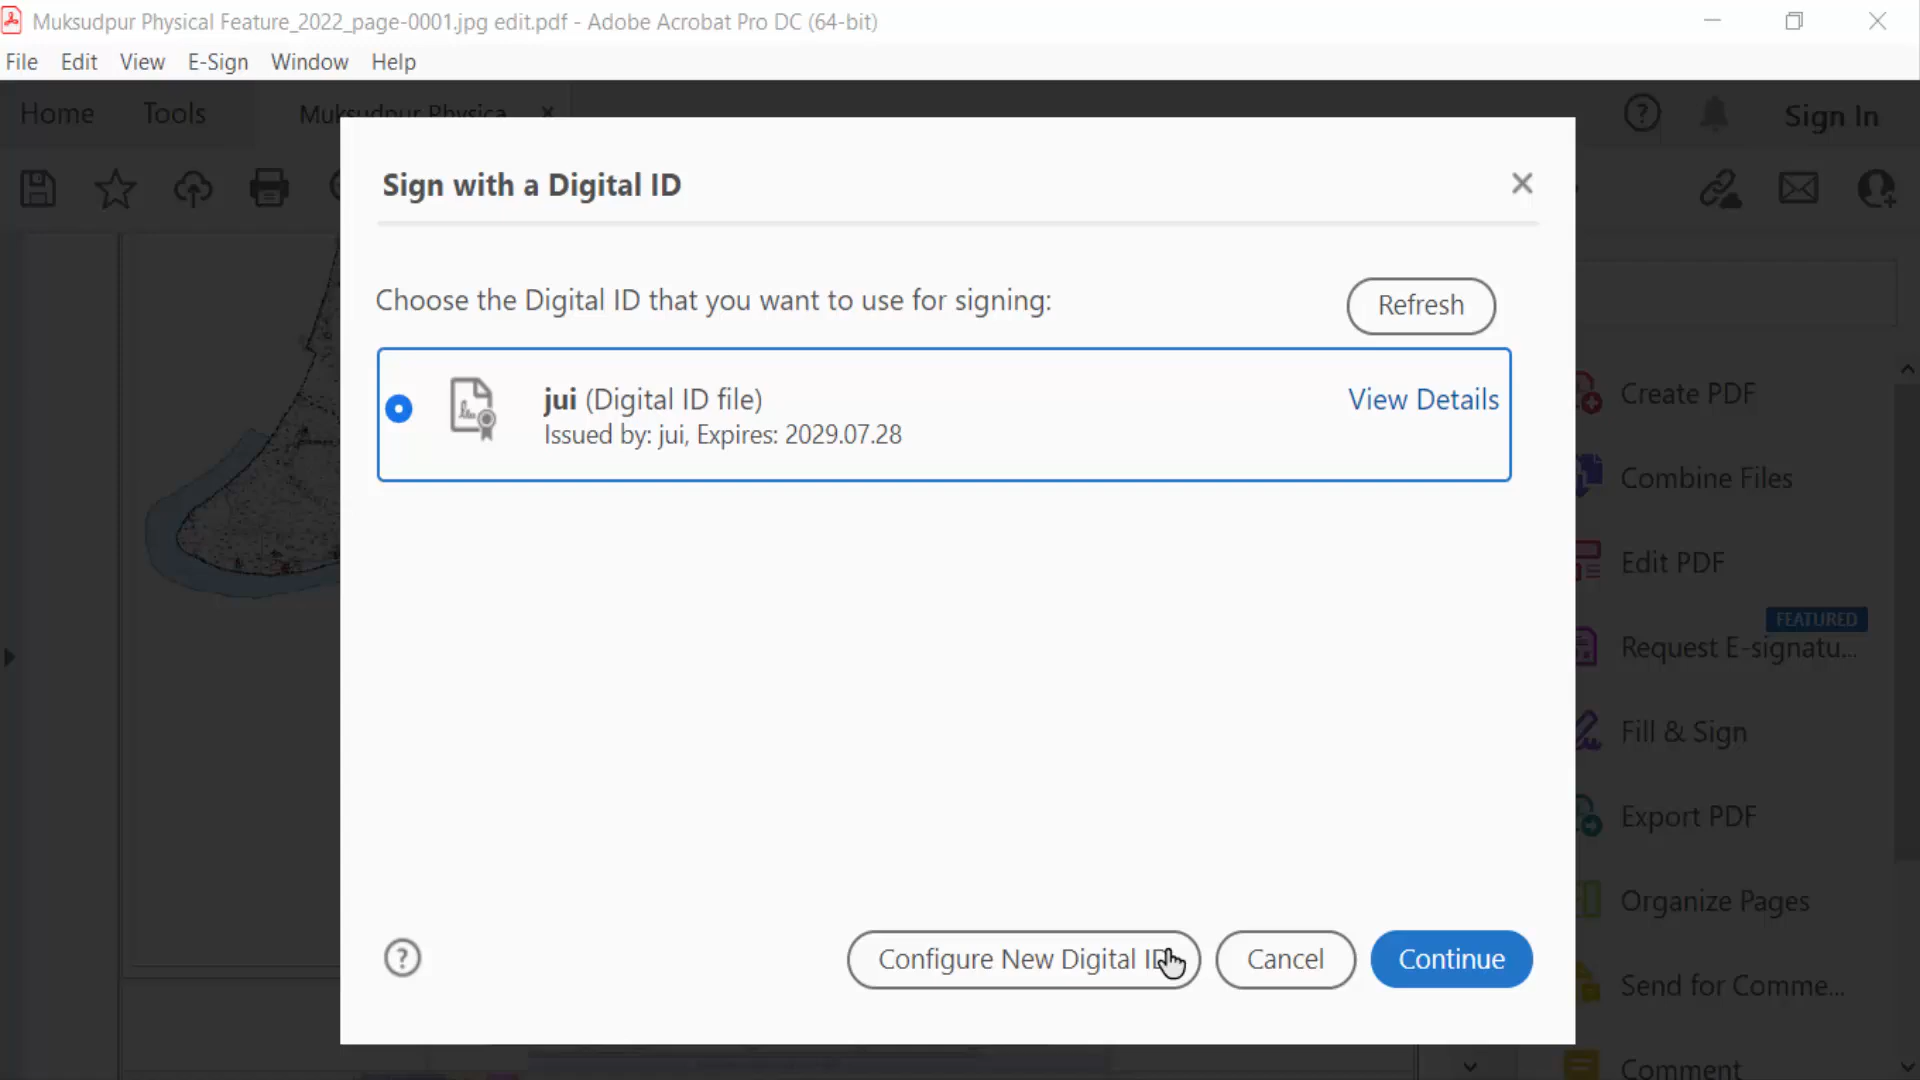 Muksudpur Physical Feature_2022_page-0001.jpg edit.pdf - Adobe Acrobat Pro DC (64-bit)
File Edit View E-Sign Window Help
Home Tools Muksudpur Physica
Sign In
Sign with a Digital ID
Choose the Digital ID that you want to use for signing:
Refresh
jui (Digital ID file)
View Details
Issued by: jui, Expires: 2029.07.28
Create PDF
Combine Files
Edit PDF
FEATURED
Request E-signatu...
Fill & Sign
Export PDF
Organize Pages
Send for Comme...
Comment
Configure New Digital ID
Cancel
Continue